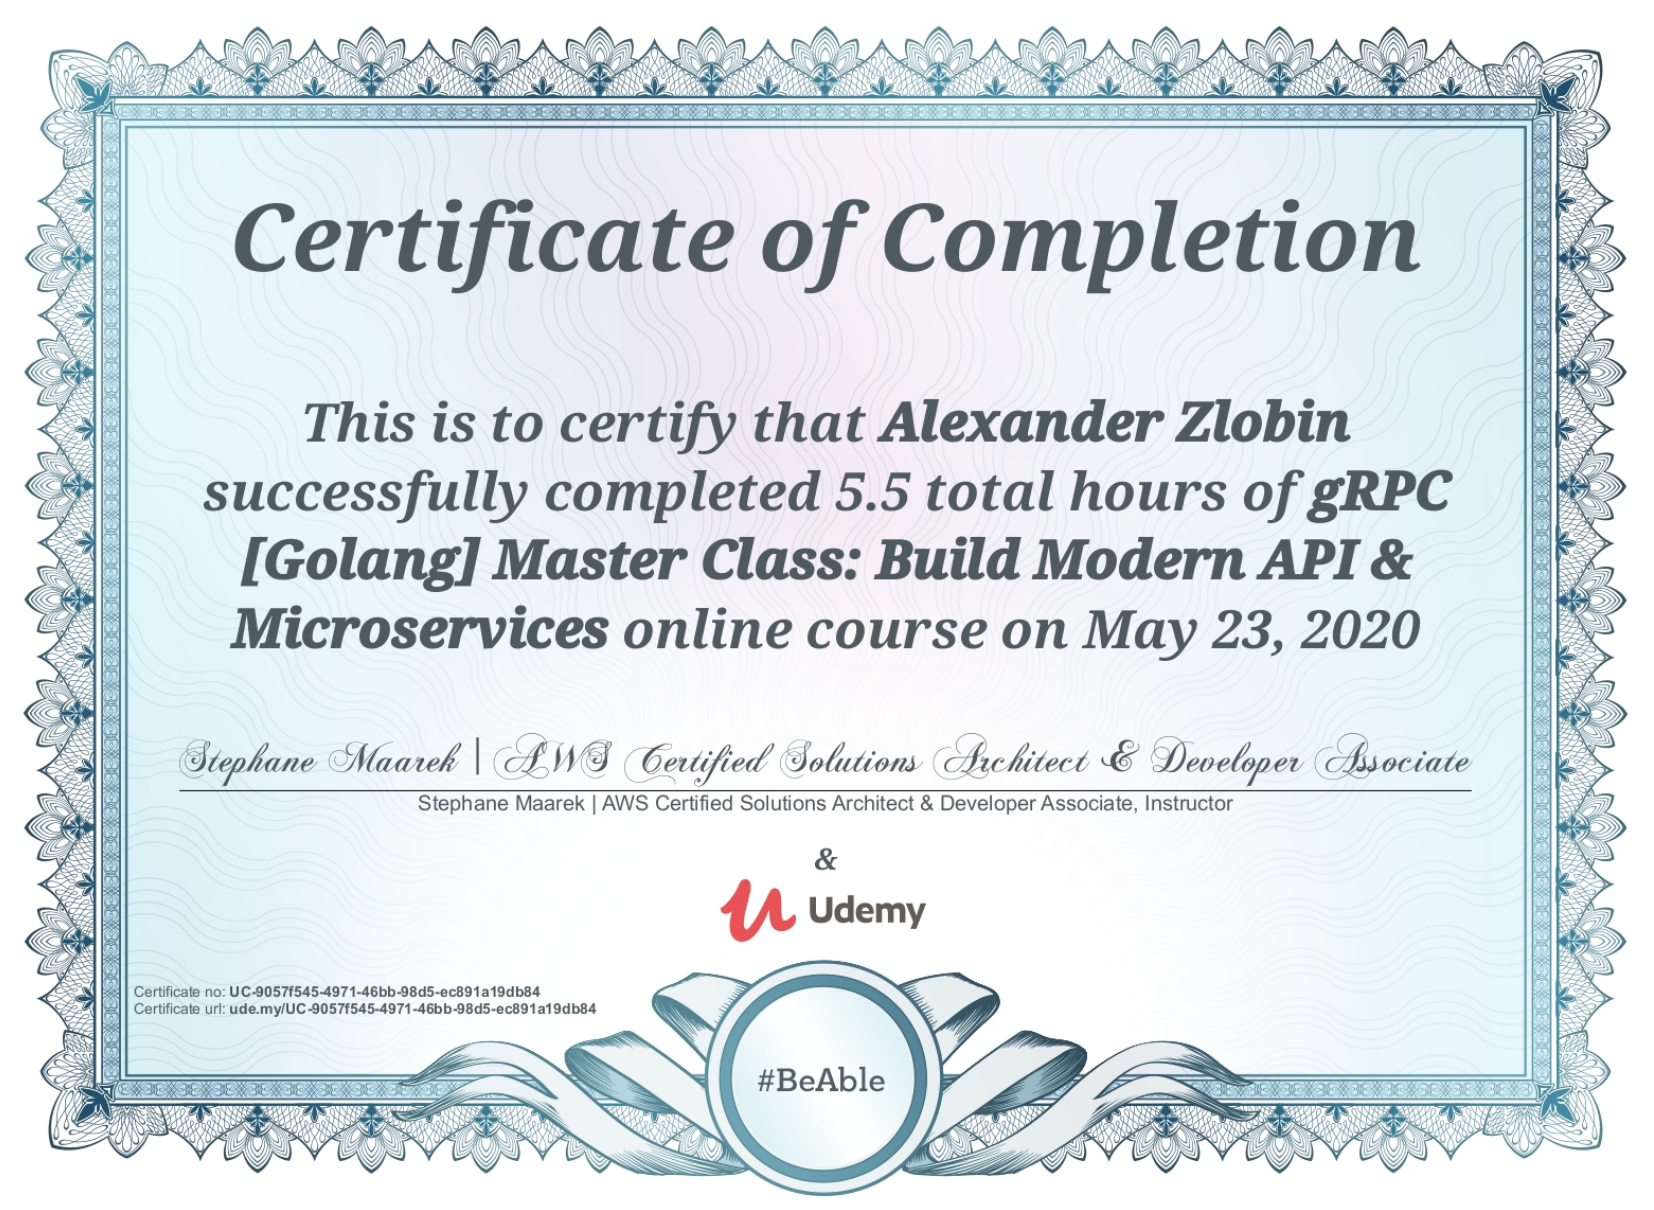 Certificate of Completion
This is to certify that Alexander Zlobin
successfully completed 5.5 total hours of gRPC
[Golang] Master Class: Build Modern API &
Microservices online course on May 23, 2020
Stephane Maarek | AWS Certified Solutions Architect & Developer Associate
Stephane Maarek | AWS Certified Solutions Architect & Developer Associate, Instructor
&
Udemy
Certificate no: UC-9057f545-4971-46bb-98d5-ec891a19db84
Certificate url: ude.my/UC-9057f545-4971-46bb-98d5-ec891a19db84
#BeAble